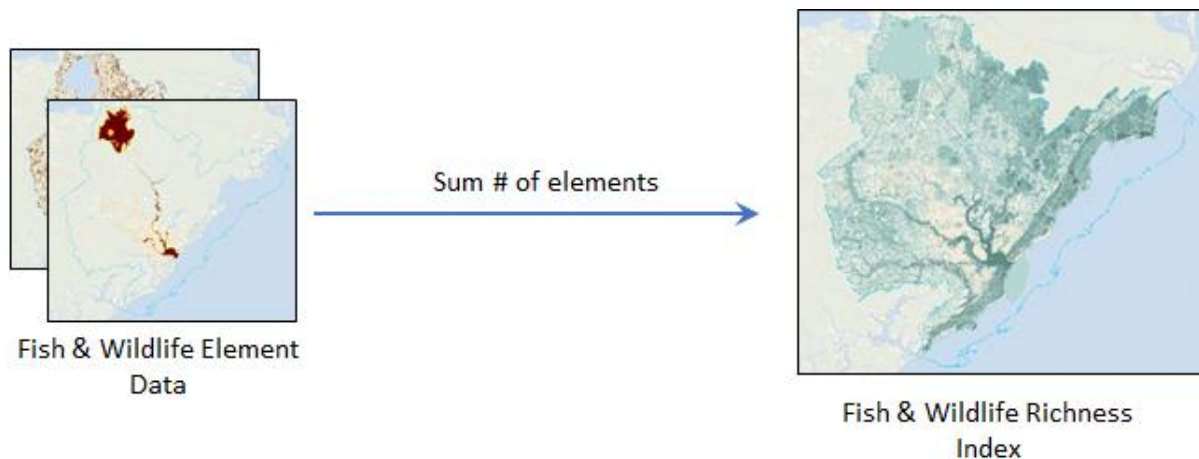 Sum # of elements
Fish & Wildlife Element
Data
Fish & Wildlife Richness
Index